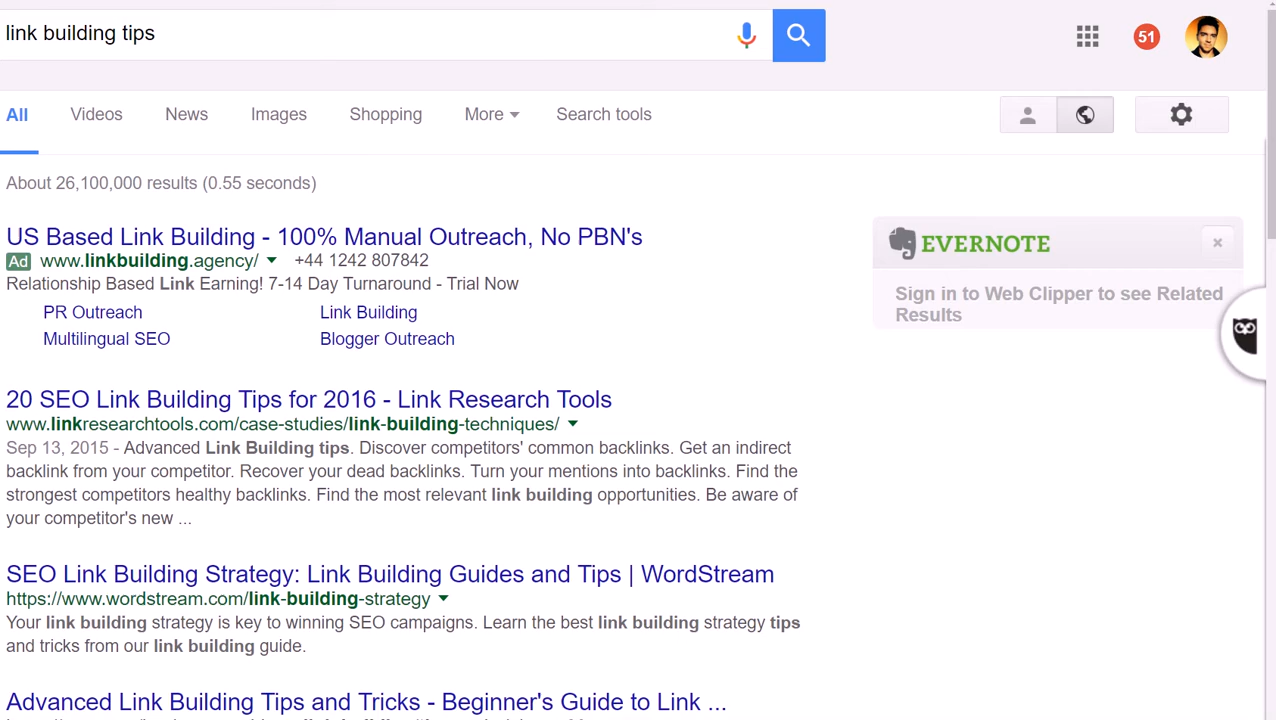 link building tips
51
All Videos News Images Shopping More Search tools
About 26,100,000 results (0.55 seconds)
US Based Link Building - 100% Manual Outreach, No PBN's
Ad www.linkbuilding.agency/ +44 1242 807842
Relationship Based Link Earning! 7-14 Day Turnaround - Trial Now
PR Outreach Link Building
Multilingual SEO Blogger Outreach
EVERNOTE
Sign in to Web Clipper to see Related
Results
20 SEO Link Building Tips for 2016 - Link Research Tools
www.linkresearchtools.com/case-studies/link-building-techniques/
Sep 13, 2015 - Advanced Link Building tips. Discover competitors' common backlinks. Get an indirect
backlink from your competitor. Recover your dead backlinks. Turn your mentions into backlinks. Find the
strongest competitors healthy backlinks. Find the most relevant link building opportunities. Be aware of
your competitor's new ...
SEO Link Building Strategy: Link Building Guides and Tips | WordStream
https://www.wordstream.com/link-building-strategy
Your link building strategy is key to winning SEO campaigns. Learn the best link building strategy tips
and tricks from our link building guide.
Advanced Link Building Tips and Tricks - Beginner's Guide to Link ...